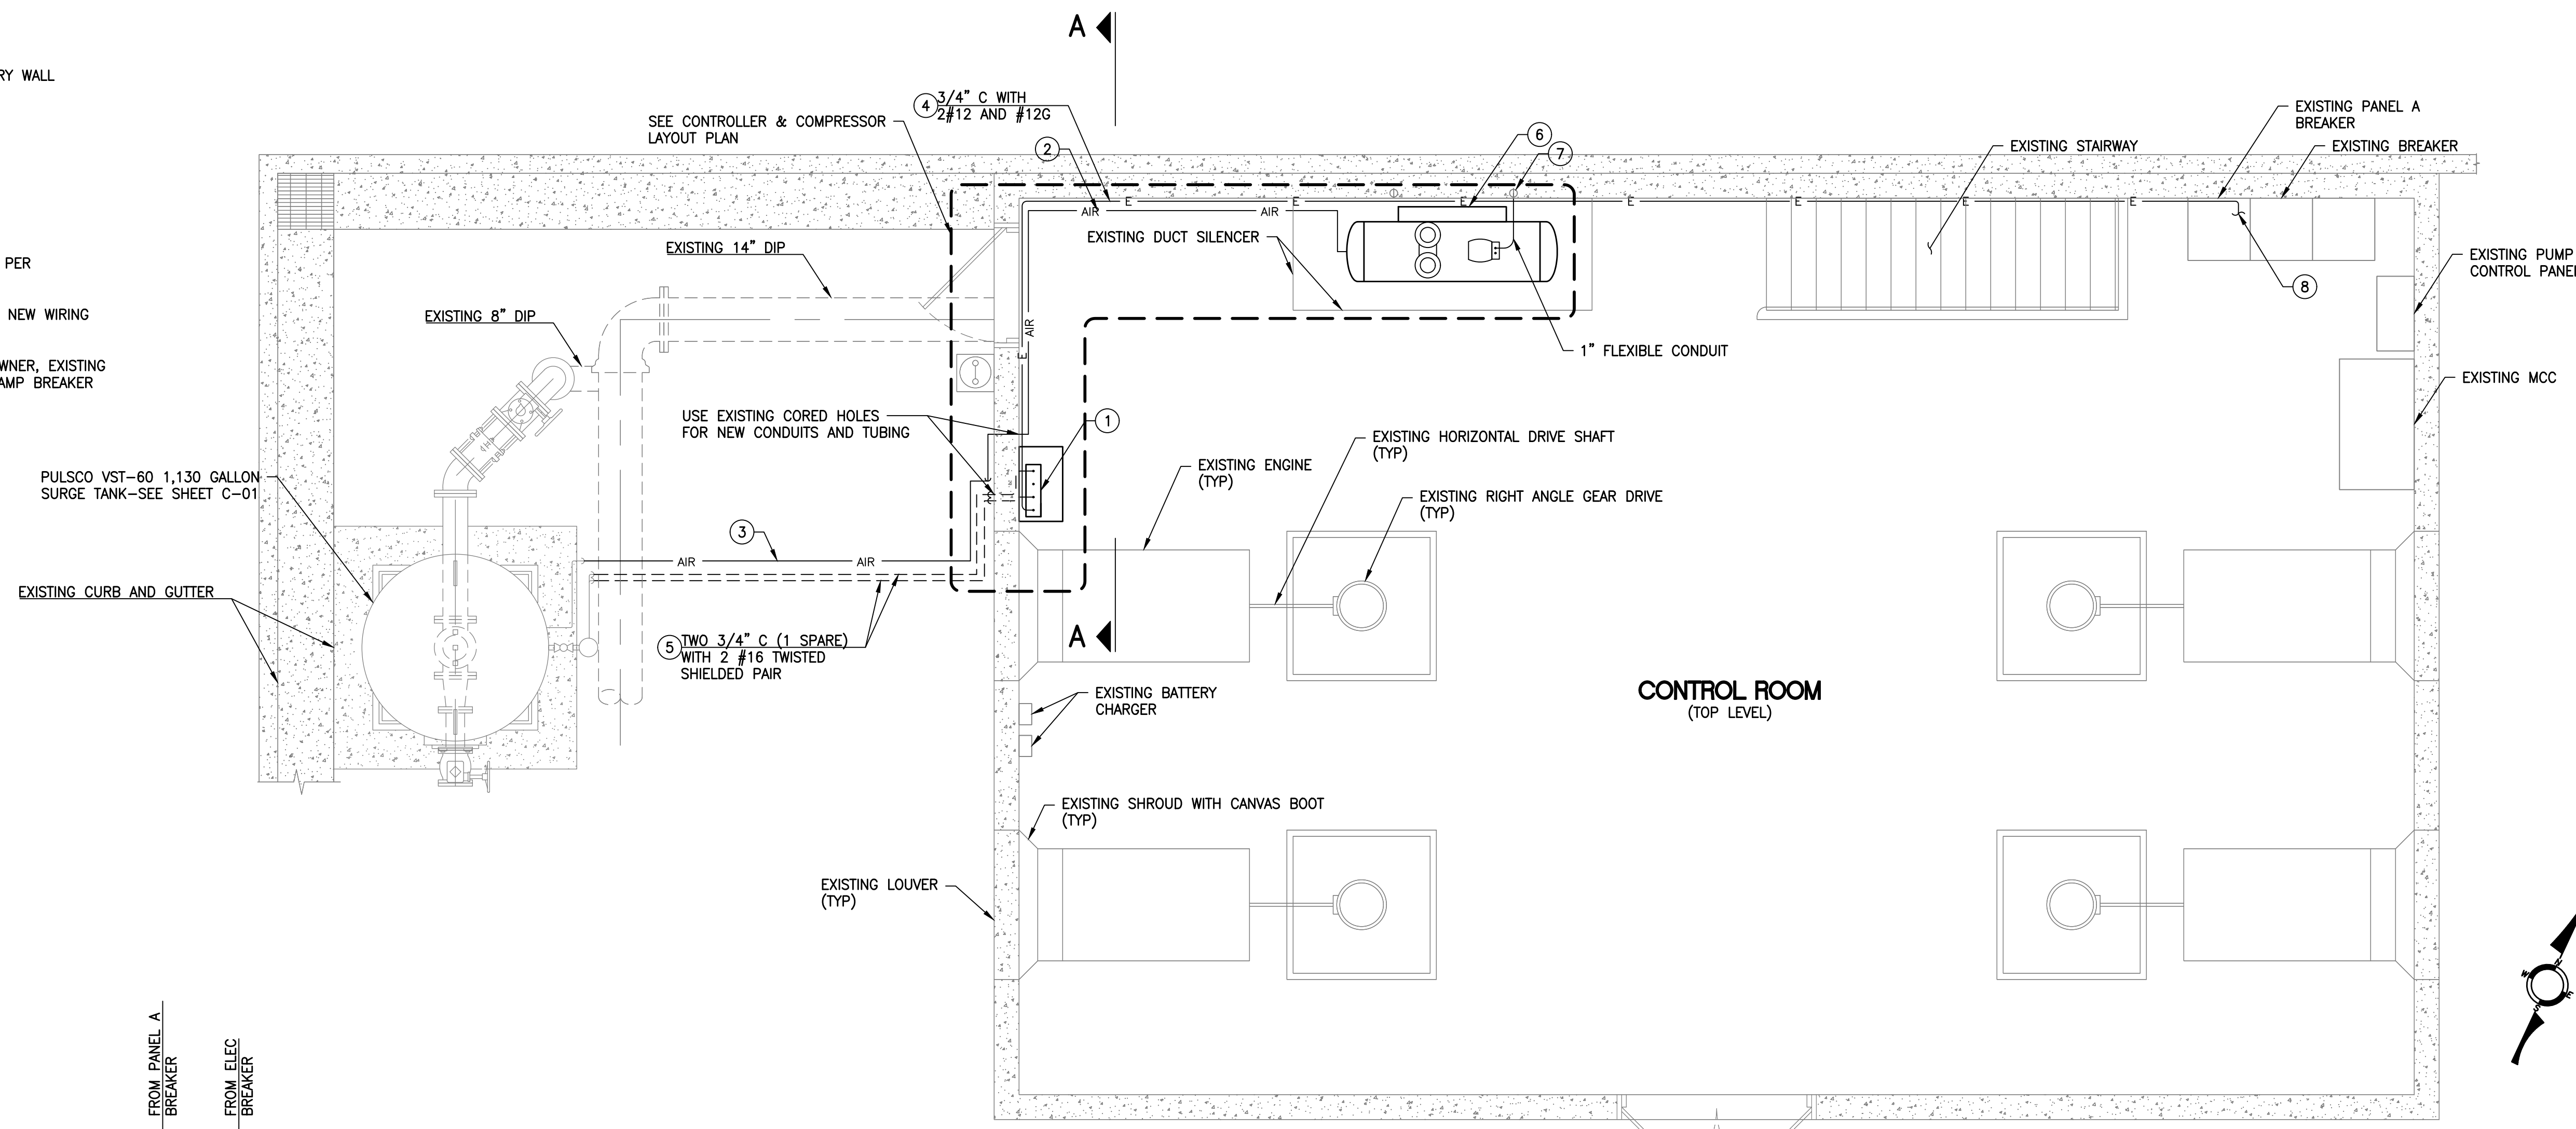 A
RY WALL
4
3/4" C WITH
2#12 AND #12G
SEE CONTROLLER & COMPRESSOR
LAYOUT PLAN
2
6
7
EXISTING PANEL A
BREAKER
EXISTING STAIRWAY
EXISTING BREAKER
E E E E E E E
AIR AIR
EXISTING DUCT SILENCER
EXISTING 14" DIP
PER
EXISTING PUMP
CONTROL PANEL
8
NEW WIRING
EXISTING 8" DIP
AIR
E
1" FLEXIBLE CONDUIT
WNER, EXISTING
AMP BREAKER
EXISTING MCC
USE EXISTING CORED HOLES
FOR NEW CONDUITS AND TUBING
1
EXISTING HORIZONTAL DRIVE SHAFT
(TYP)
EXISTING ENGINE
(TYP)
PULSCO VST-60 1,130 GALLON
SURGE TANK-SEE SHEET C-01
EXISTING RIGHT ANGLE GEAR DRIVE
(TYP)
3
AIR AIR
EXISTING CURB AND GUTTER
A
5
TWO 3/4" C (1 SPARE)
WITH 2 #16 TWISTED
SHIELDED PAIR
CONTROL ROOM
(TOP LEVEL)
EXISTING BATTERY
CHARGER
EXISTING SHROUD WITH CANVAS BOOT
(TYP)
EXISTING LOUVER
(TYP)
N
W
E
S
FROM PANEL A
BREAKER
FROM ELEC
BREAKER